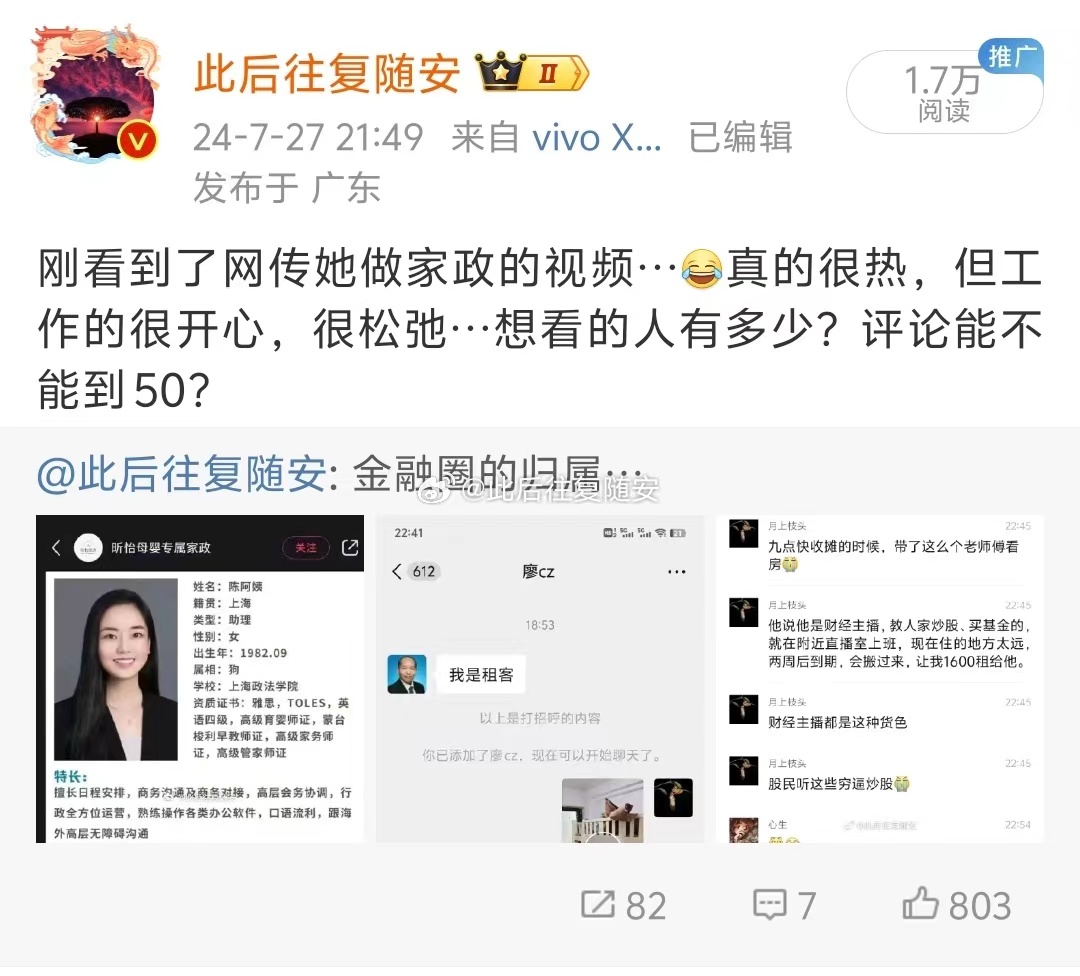 此后往复随安
II
推广
1.7万
阅读
24-7-27 21:49 来自 vivo X... 已编辑
发布于 广东
刚看到了网传她做家政的视频…😂真的很热，但工
作的很开心，很松弛…想看的人有多少？评论能不
能到50？
@此后往复随安: 金融圈的归属…
@此后往复随安
昕怡母婴专属家政
关注
姓名：陈阿姨
籍贯：上海
类型：助理
性别：女
出生年：1982.09
属相：狗
学校：上海政法学院
资质证书：雅思，TOLES，英
语四级，高级育婴师证，蒙台
梭利早教师证，高级家务师
证，高级管家师证
特长：
擅长日程安排，商务沟通及商务对接，高层会务协调，行
政全方位运营，熟练操作各类办公软件，口语流利，跟海
外高层无障碍沟通
22:41
612
廖cz
18:53
我是租客
以上是打招呼的内容
你已添加了廖cz，现在可以开始聊天了。
月上枝头 22:45
九点快收摊的时候，带了这么个老师傅看
房
月上枝头 22:45
他说他是财经主播，教人家炒股、买基金的，
就在附近直播室上班，现在住的地方太远，
两周后到期，会搬过来，让我1600租给他。
月上枝头 22:45
财经主播都是这种货色
月上枝头 22:45
股民听这些穷逼炒股
心生 22:54
82
7
803